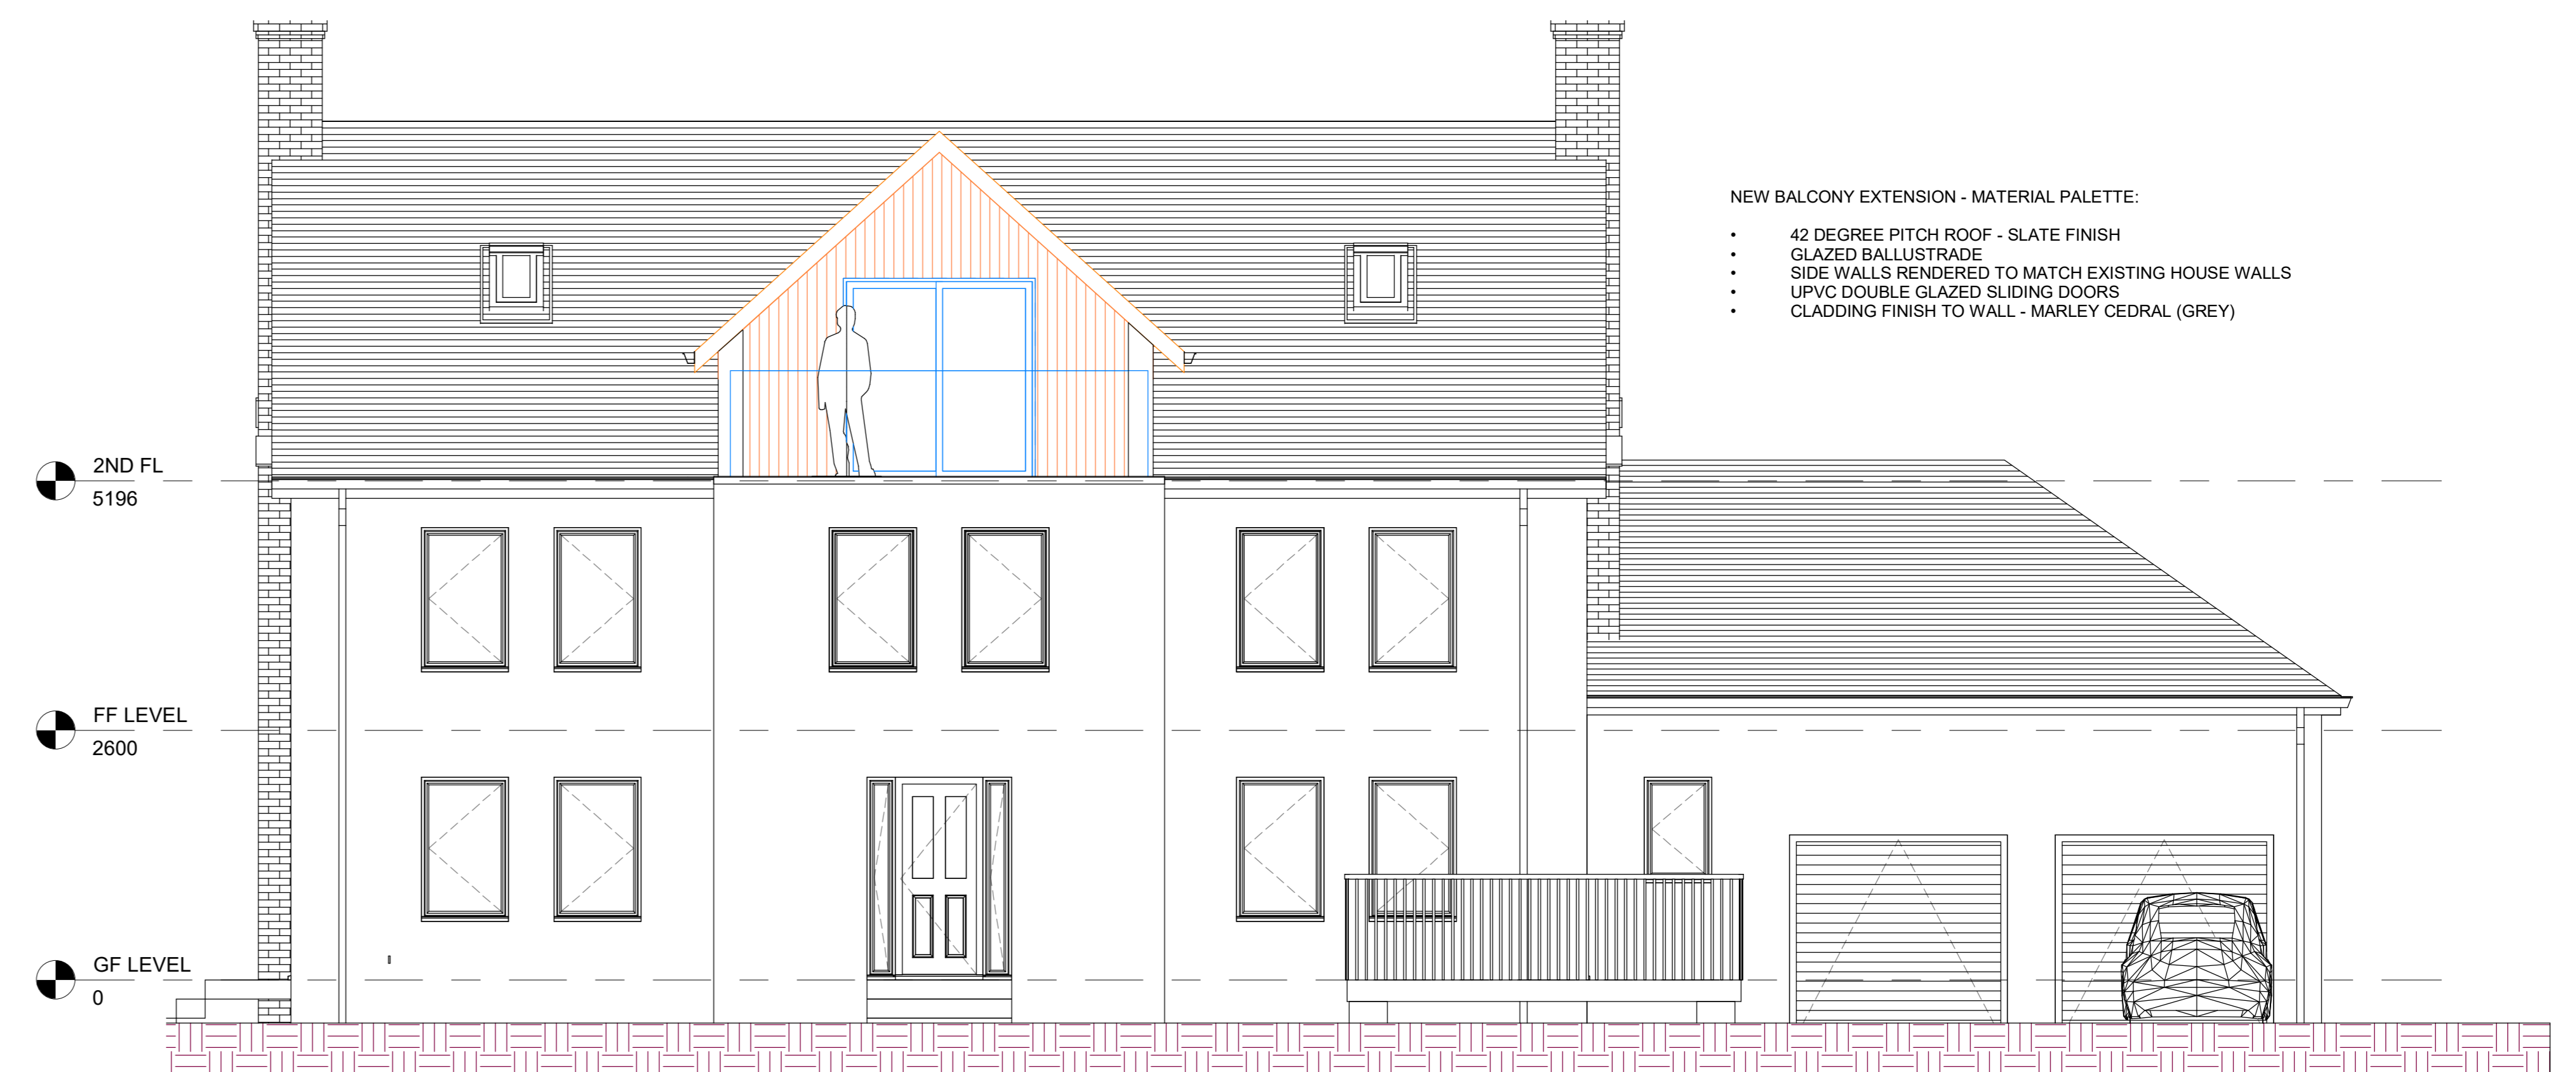 NEW BALCONY EXTENSION - MATERIAL PALETTE:
• 42 DEGREE PITCH ROOF - SLATE FINISH
• GLAZED BALLUSTRADE
• SIDE WALLS RENDERED TO MATCH EXISTING HOUSE WALLS
• UPVC DOUBLE GLAZED SLIDING DOORS
• CLADDING FINISH TO WALL - MARLEY CEDRAL (GREY)
2ND FL
5196
FF LEVEL
2600
GF LEVEL
0